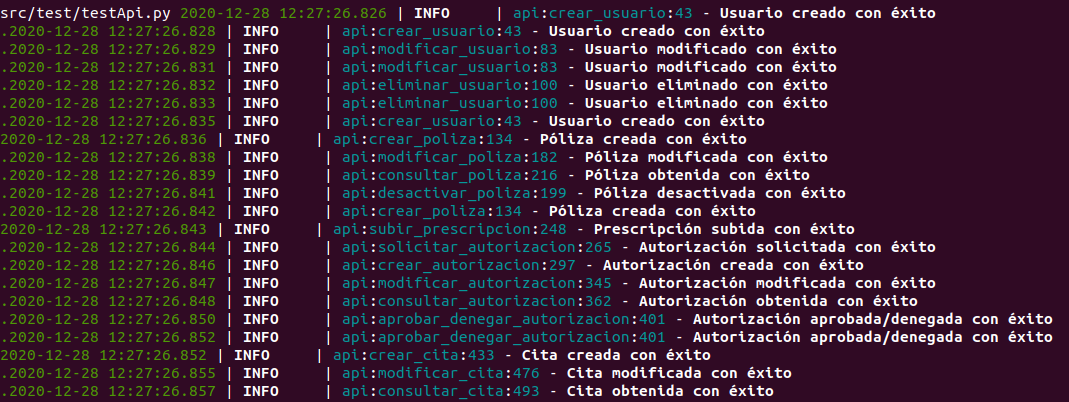 src/test/testApi.py 2020-12-28 12:27:26.826 | INFO     | api:crear_usuario:43 - Usuario creado con éxito
.2020-12-28 12:27:26.828 | INFO     | api:crear_usuario:43 - Usuario creado con éxito
.2020-12-28 12:27:26.829 | INFO     | api:modificar_usuario:83 - Usuario modificado con éxito
.2020-12-28 12:27:26.831 | INFO     | api:modificar_usuario:83 - Usuario modificado con éxito
.2020-12-28 12:27:26.832 | INFO     | api:eliminar_usuario:100 - Usuario eliminado con éxito
.2020-12-28 12:27:26.833 | INFO     | api:eliminar_usuario:100 - Usuario eliminado con éxito
.2020-12-28 12:27:26.835 | INFO     | api:crear_usuario:43 - Usuario creado con éxito
2020-12-28 12:27:26.836 | INFO     | api:crear_poliza:134 - Póliza creada con éxito
.2020-12-28 12:27:26.838 | INFO     | api:modificar_poliza:182 - Póliza modificada con éxito
.2020-12-28 12:27:26.839 | INFO     | api:consultar_poliza:216 - Póliza obtenida con éxito
.2020-12-28 12:27:26.841 | INFO     | api:desactivar_poliza:199 - Póliza desactivada con éxito
.2020-12-28 12:27:26.842 | INFO     | api:crear_poliza:134 - Póliza creada con éxito
2020-12-28 12:27:26.843 | INFO     | api:subir_prescripcion:248 - Prescripción subida con éxito
.2020-12-28 12:27:26.844 | INFO     | api:solicitar_autorizacion:265 - Autorización solicitada con éxito
.2020-12-28 12:27:26.846 | INFO     | api:crear_autorizacion:297 - Autorización creada con éxito
.2020-12-28 12:27:26.847 | INFO     | api:modificar_autorizacion:345 - Autorización modificada con éxito
.2020-12-28 12:27:26.848 | INFO     | api:consultar_autorizacion:362 - Autorización obtenida con éxito
.2020-12-28 12:27:26.850 | INFO     | api:aprobar_denegar_autorizacion:401 - Autorización aprobada/denegada con éxito
.2020-12-28 12:27:26.852 | INFO     | api:aprobar_denegar_autorizacion:401 - Autorización aprobada/denegada con éxito
2020-12-28 12:27:26.852 | INFO     | api:crear_cita:433 - Cita creada con éxito
.2020-12-28 12:27:26.855 | INFO     | api:modificar_cita:476 - Cita modificada con éxito
.2020-12-28 12:27:26.857 | INFO     | api:consultar_cita:493 - Cita obtenida con éxito